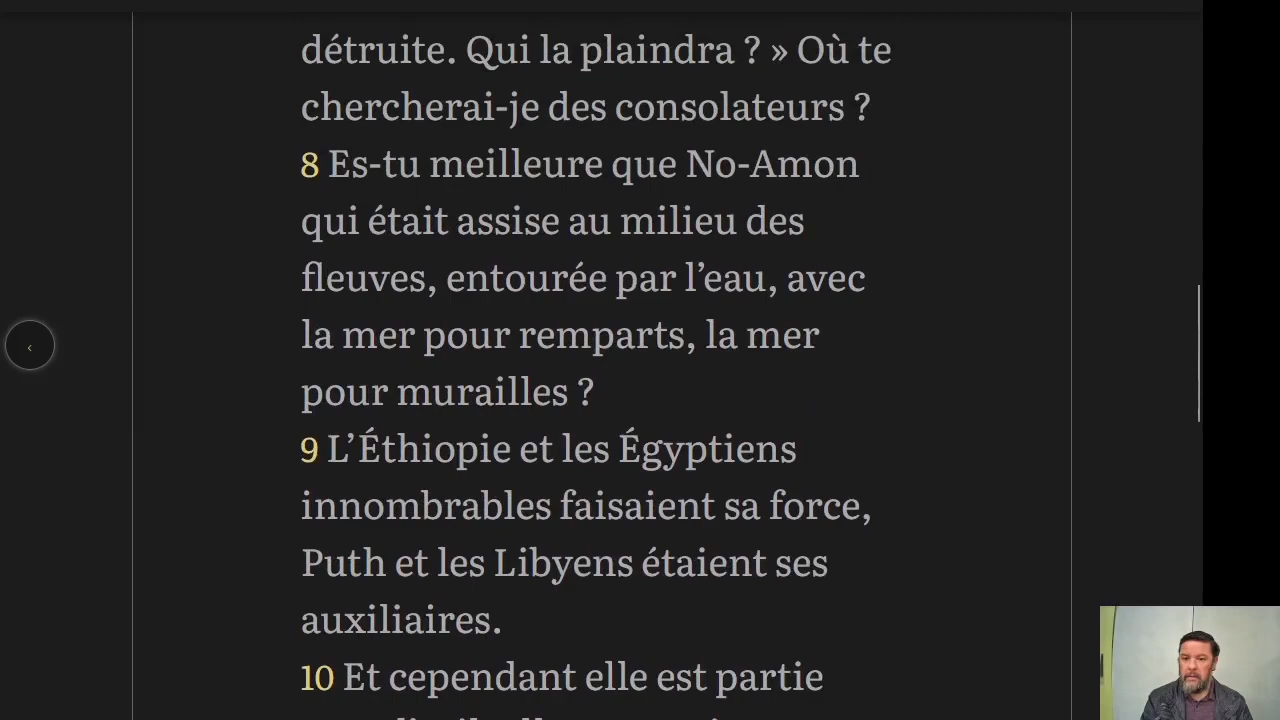 détruite. Qui la plaindra ? » Où te
chercherai-je des consolateurs ?
8 Es-tu meilleure que No-Amon
qui était assise au milieu des
fleuves, entourée par l’eau, avec
la mer pour remparts, la mer
pour murailles ?
9 L’Éthiopie et les Égyptiens
innombrables faisaient sa force,
Puth et les Libyens étaient ses
auxiliaires.
10 Et cependant elle est partie